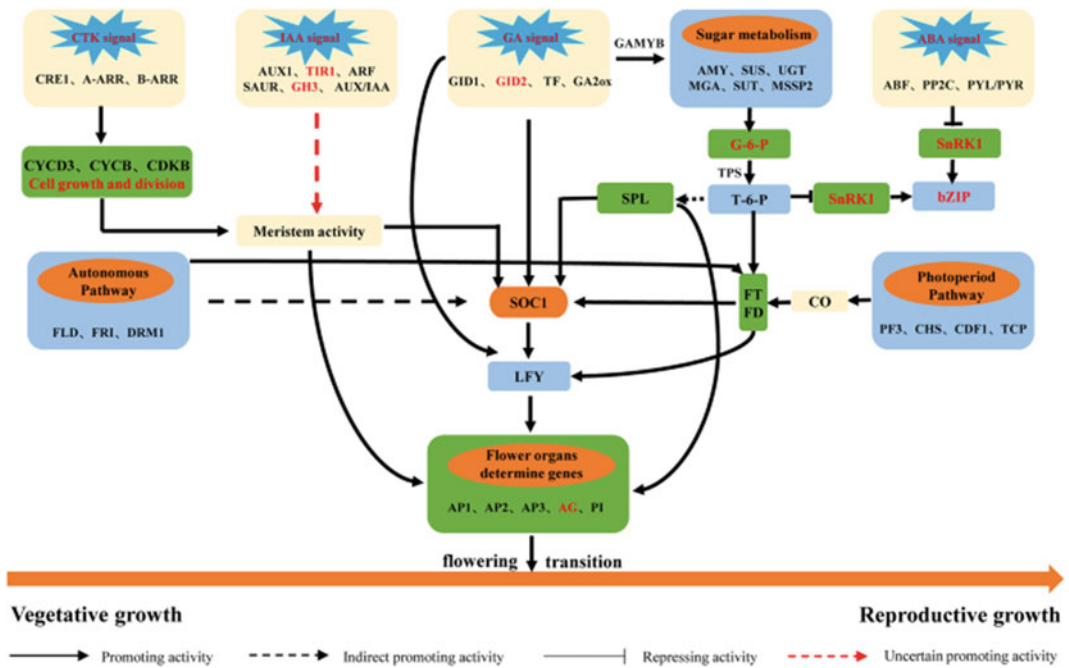 CTK signal
CRE1、A-ARR、B-ARR
IAA signal
AUX1、TIR1、ARF
SAUR、GH3、AUX/IAA
GA signal
GID1、GID2、TF、GA2ox
GAMYB
Sugar metabolism
AMY、SUS、UGT
MGA、SUT、MSSP2
ABA signal
ABF、PP2C、PYL/PYR
CYCD3、CYCB、CDKB
Cell growth and division
G-6-P
SnRK1
TPS
SPL
T-6-P
SnRK1
bZIP
Meristem activity
Autonomous
Pathway
FLD、FRI、DRM1
SOC1
FT
FD
CO
Photoperiod
Pathway
PF3、CHS、CDF1、TCP
LFY
Flower organs
determine genes
AP1、AP2、AP3、AG、PI
flowering transition
Vegetative growth
Reproductive growth
Promoting activity
Indirect promoting activity
Repressing activity
Uncertain promoting activity